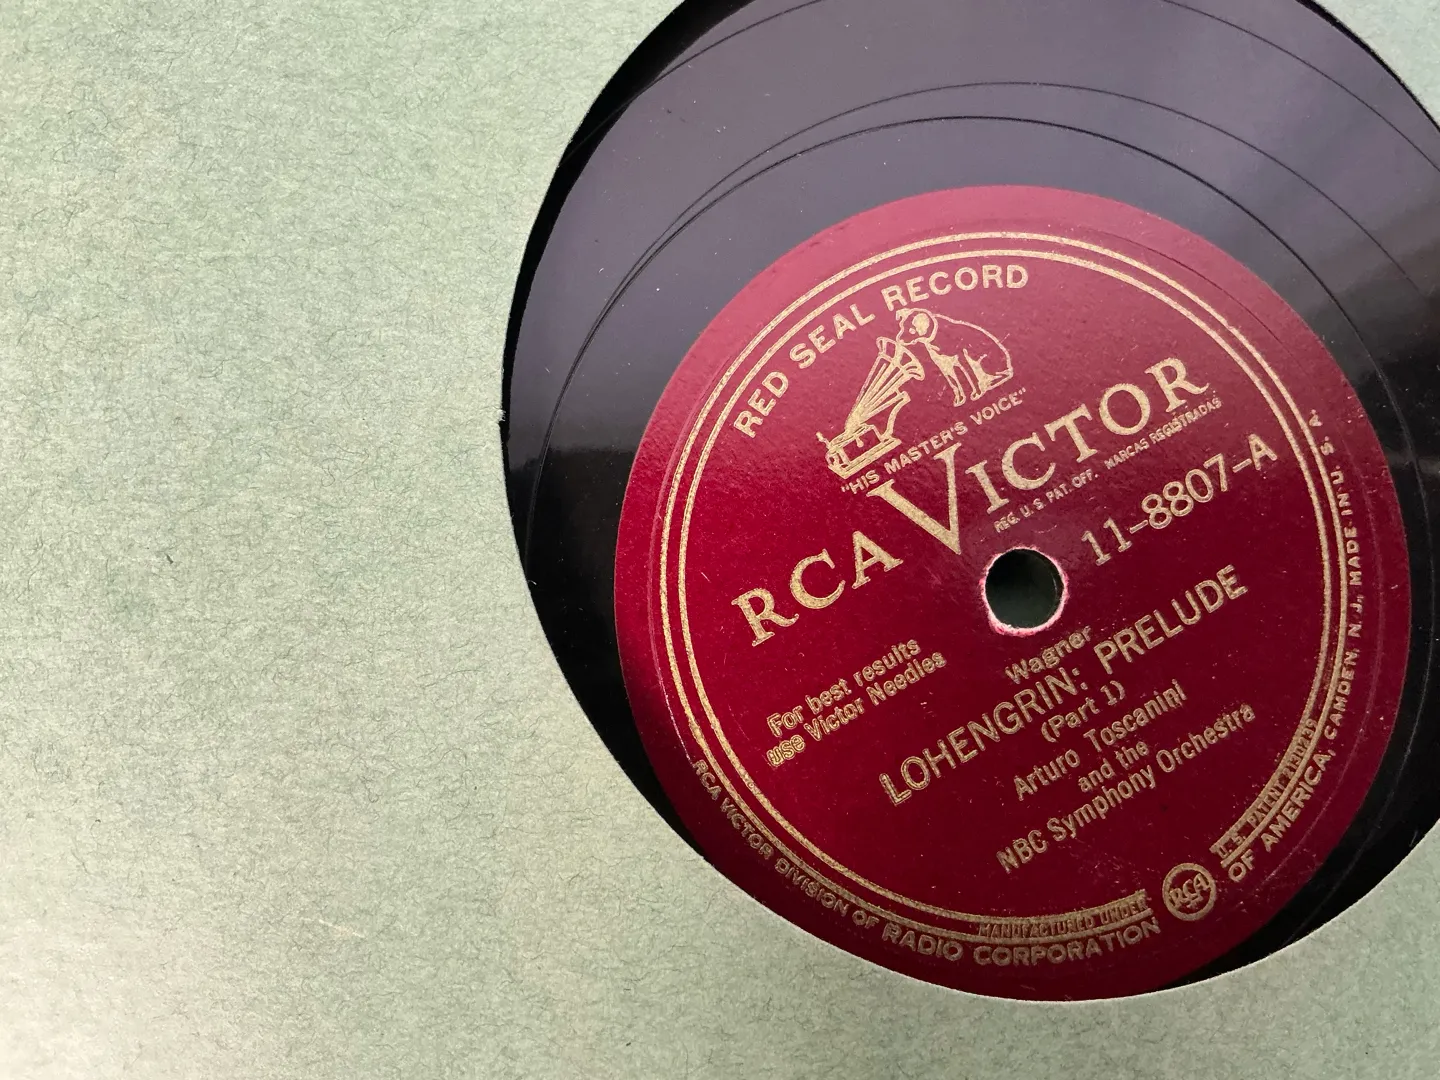 RED SEAL RECORD
"HIS MASTER'S VOICE"
RCA VICTOR
REG. U.S. PAT. OFF. MARCAS REGISTRADAS
11-8807-A
For best results
use Victor Needles
Wagner
LOHENGRIN: PRELUDE
(Part 1)
Arturo Toscanini
and the
NBC Symphony Orchestra
MANUFACTURED UNDER
RCA
U. S. PATENT
RCA VICTOR DIVISION OF RADIO CORPORATION OF AMERICA, CAMDEN, N. J., MADE IN U. S. A.